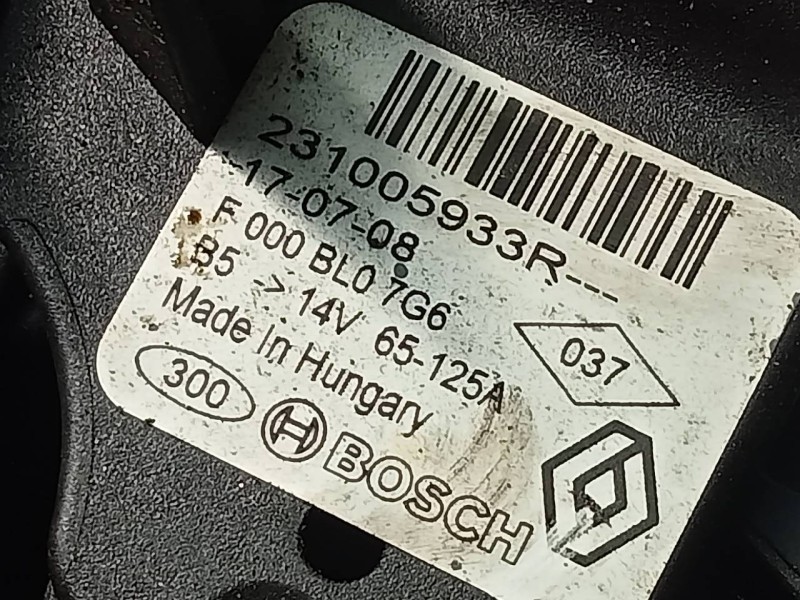 231005933R---
17-07-08
F 000 BL0 7G6
B5 -> 14V 65-125A
Made In Hungary
037
300
BOSCH